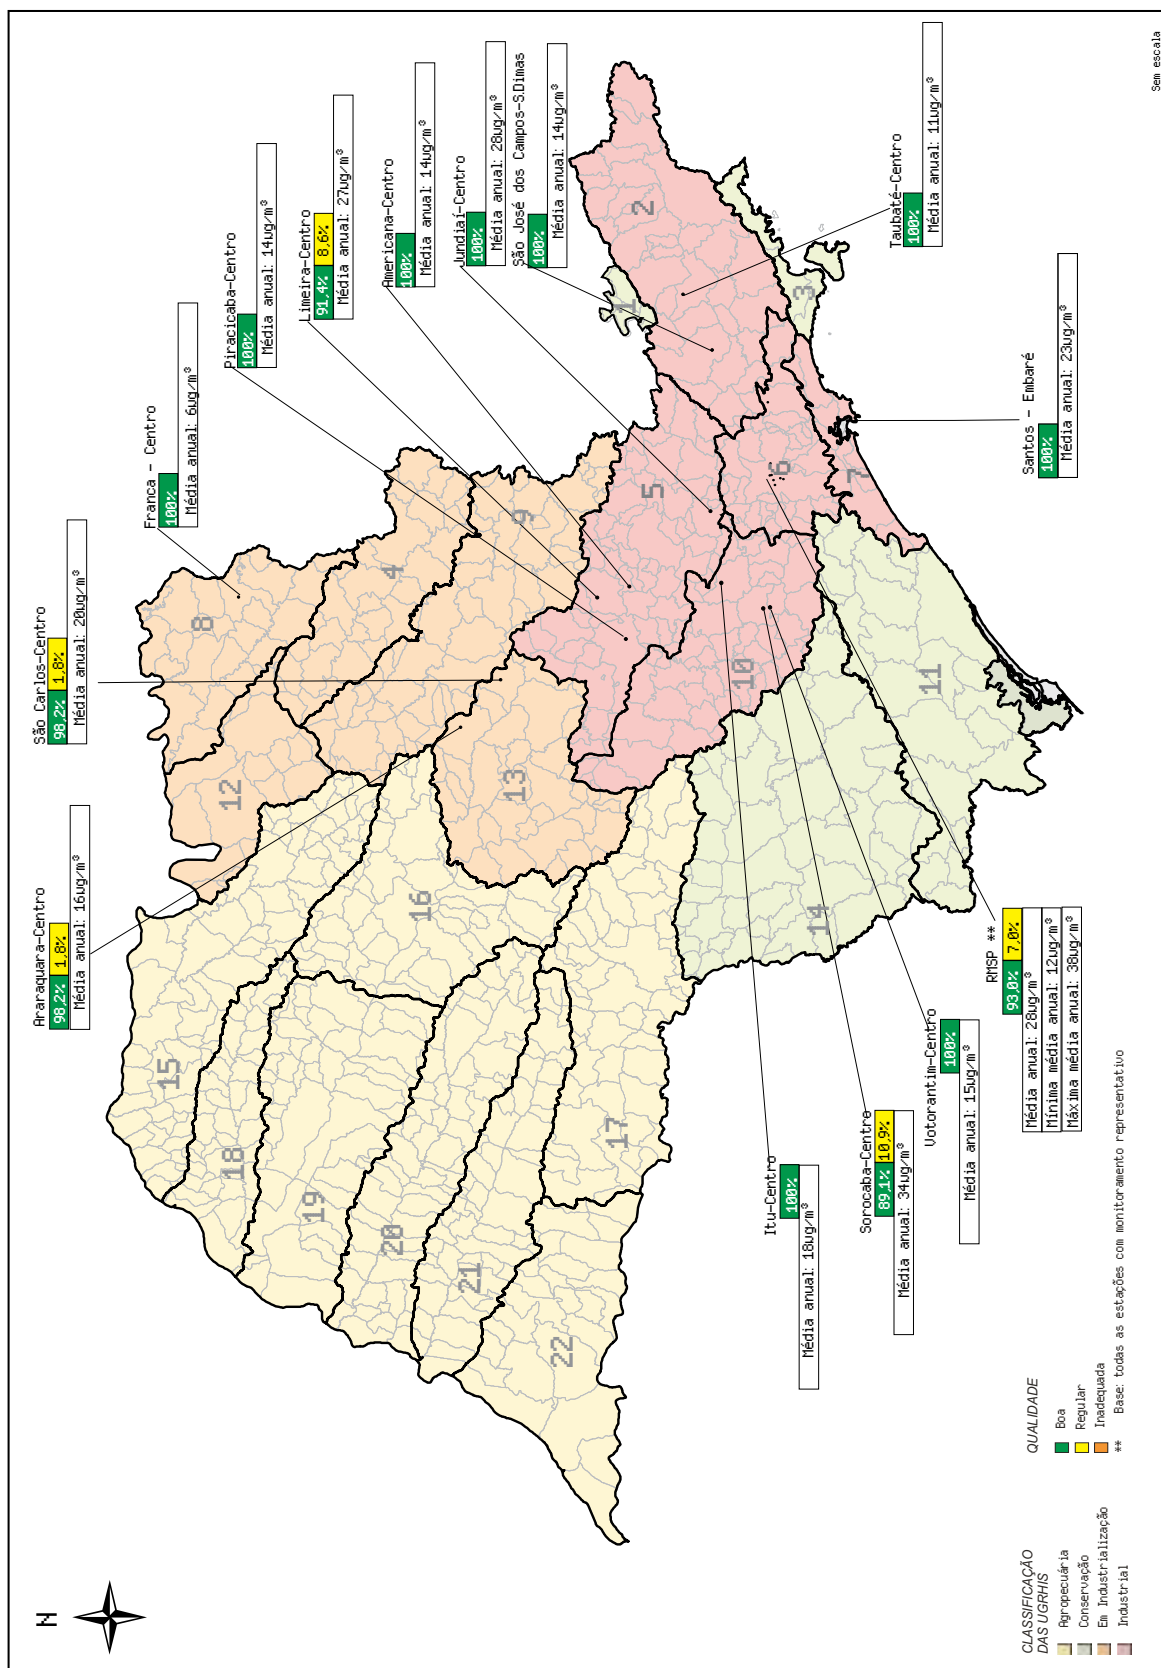 N
Araraquara-Centro
98,2% 1,8%
Média anual: 16ug/m³
São Carlos-Centro
98,2% 1,8%
Média anual: 20ug/m³
Franca - Centro
100%
Média anual: 6ug/m³
Piracicaba-Centro
100%
Média anual: 14ug/m³
Limeira-Centro
91,4% 8,6%
Média anual: 27ug/m³
Americana-Centro
100%
Média anual: 14ug/m³
Jundiaí-Centro
100%
Média anual: 28ug/m³
São José dos Campos-S.Dimas
100%
Média anual: 14ug/m³
Taubaté-Centro
100%
Média anual: 11ug/m³
Santos - Embaré
100%
Média anual: 23ug/m³
RMSP **
93,0% 7,0%
Média anual: 28ug/m³
Mínima média anual: 12ug/m³
Máxima média anual: 38ug/m³
Votorantim-Centro
100%
Média anual: 15ug/m³
Sorocaba-Centro
89,1% 10,9%
Média anual: 34ug/m³
Itu-Centro
100%
Média anual: 18ug/m³
1
2
3
4
5
6
7
8
9
10
11
12
13
14
15
16
17
18
19
20
21
22
CLASSIFICAÇÃO
DAS UGRHIS
Agropecuária
Conservação
Em Industrialização
Industrial
QUALIDADE
Boa
Regular
Inadequada
** Base: todas as estações com monitoramento representativo
Sem escala